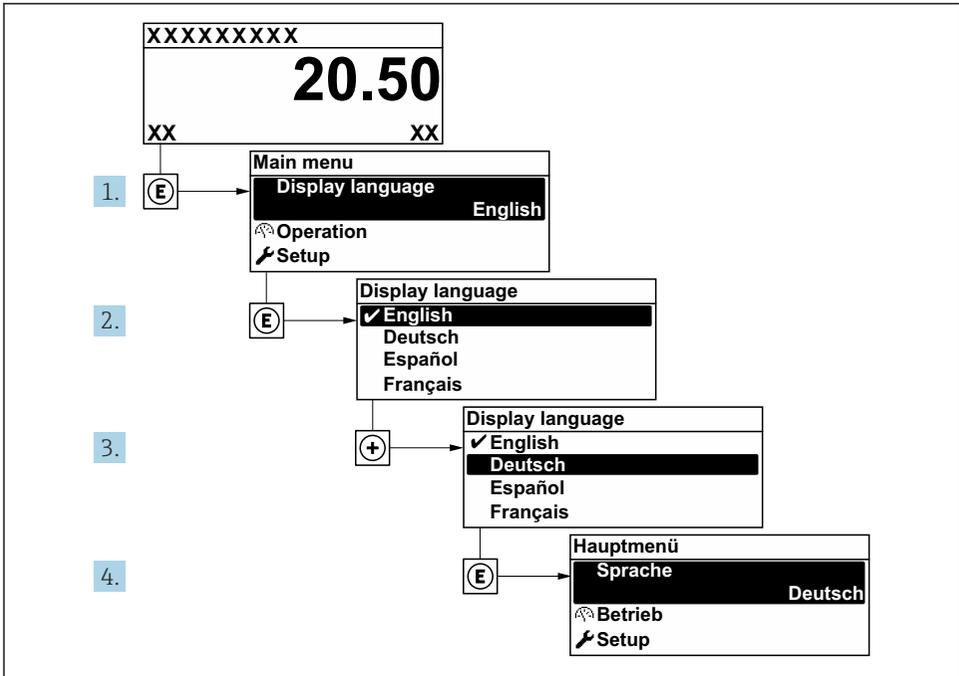 XXXXXXXXX
20.50
XX XX
1. E
Main menu
Display language
English
Operation
Setup
2. E
Display language
✔ English
Deutsch
Español
Français
3. +
Display language
✔ English
Deutsch
Español
Français
4. E
Hauptmenü
Sprache
Deutsch
Betrieb
Setup